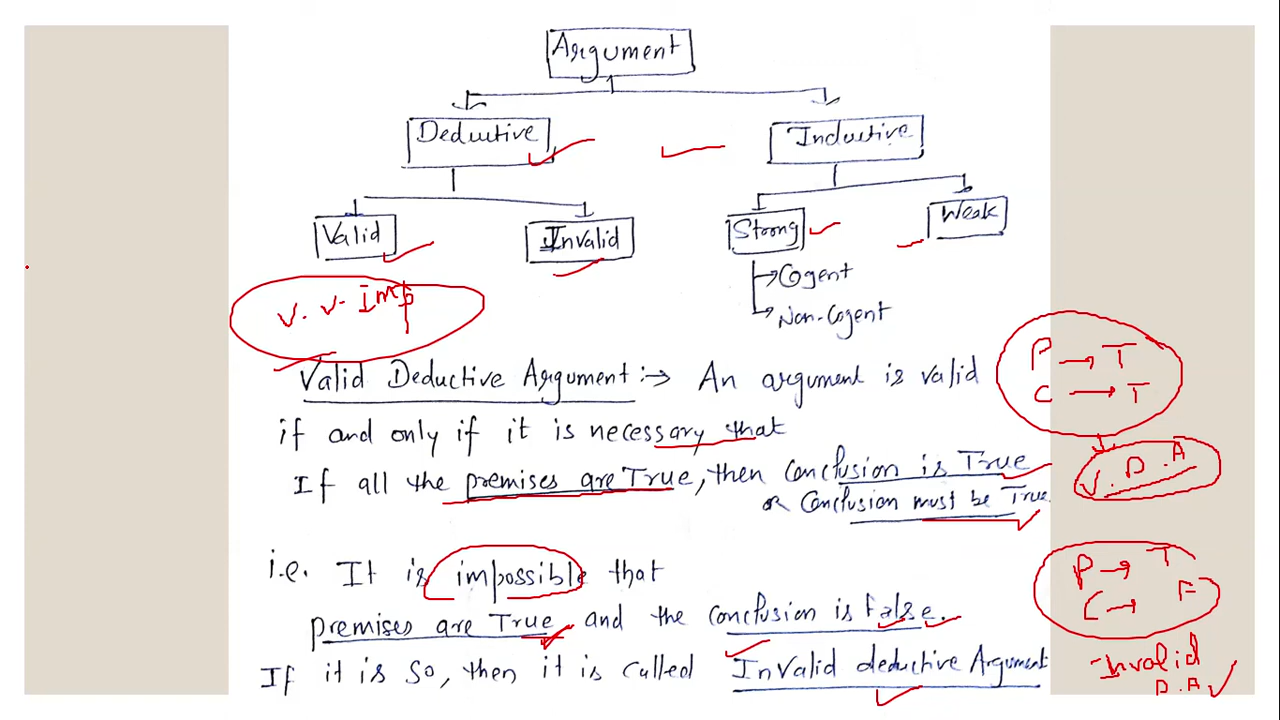 Argument
Deductive
Inductive
Valid
Invalid
Strong
Weak
Cogent
Non-Cogent
V. V. Imp
Valid Deductive Argument :→ An argument is valid
if and only if it is necessary that
If all the premises are True, then conclusion is True
or Conclusion must be True.
i.e. It is impossible that
premises are True and the conclusion is False.
If it is so, then it is called Invalid deductive Argument
P → T
C → T
V. D. A
P → T
C → F
invalid
D.A